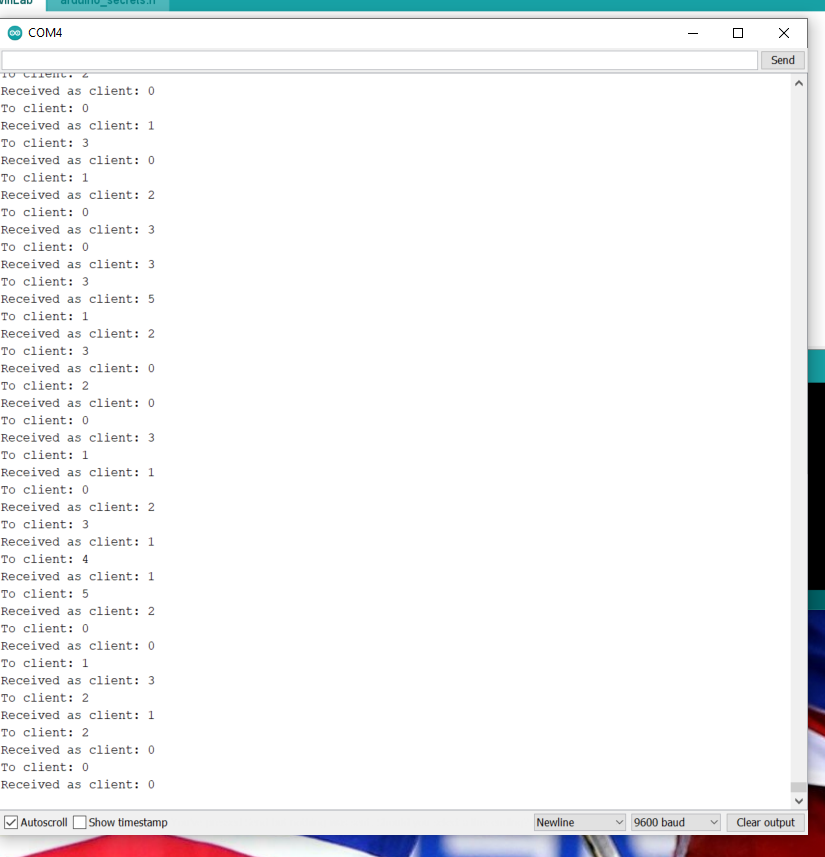 arduino_secrets.h
COM4
Send
To client: 2
Received as client: 0
To client: 0
Received as client: 1
To client: 3
Received as client: 0
To client: 1
Received as client: 2
To client: 0
Received as client: 3
To client: 0
Received as client: 3
To client: 3
Received as client: 5
To client: 1
Received as client: 2
To client: 3
Received as client: 0
To client: 2
Received as client: 0
To client: 0
Received as client: 3
To client: 1
Received as client: 1
To client: 0
Received as client: 2
To client: 3
Received as client: 1
To client: 4
Received as client: 1
To client: 5
Received as client: 2
To client: 0
Received as client: 0
To client: 1
Received as client: 3
To client: 2
Received as client: 1
To client: 2
Received as client: 0
To client: 0
Received as client: 0
Autoscroll Show timestamp Newline 9600 baud Clear output